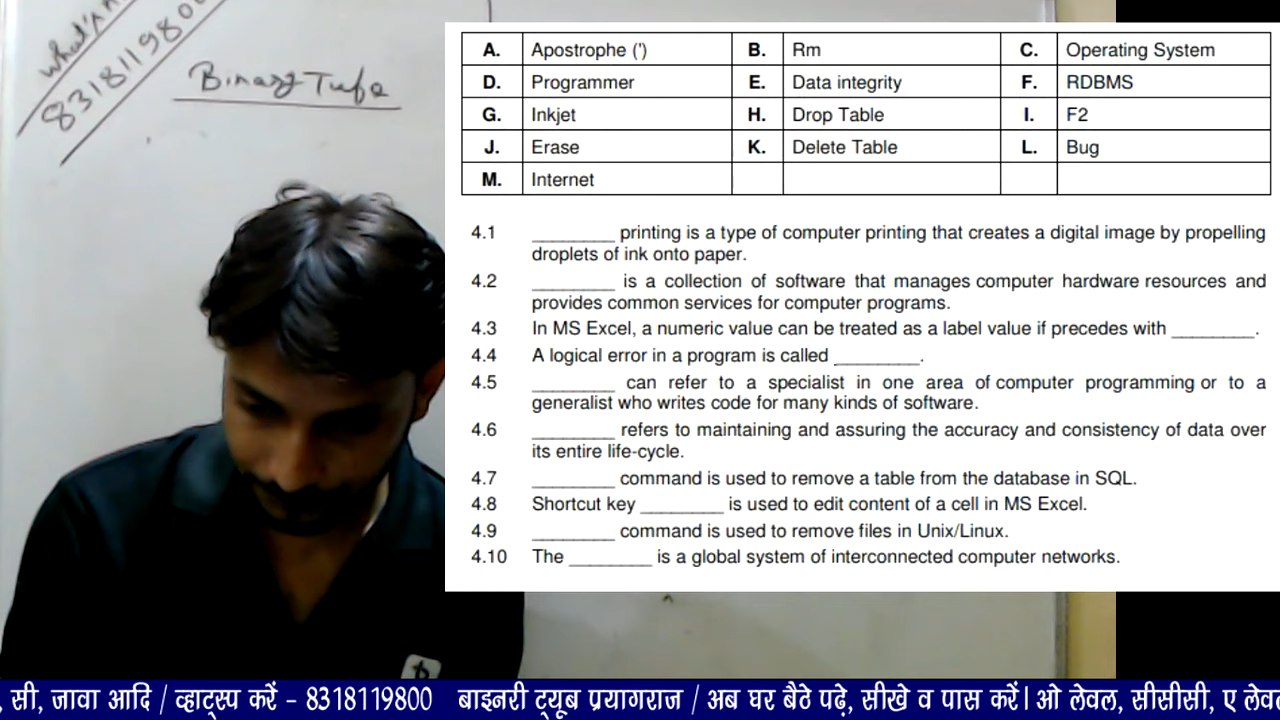 what's
8318119800
Binary Tube
A. Apostrophe (') B. Rm C. Operating System
D. Programmer E. Data integrity F. RDBMS
G. Inkjet H. Drop Table I. F2
J. Erase K. Delete Table L. Bug
M. Internet
4.1 ________ printing is a type of computer printing that creates a digital image by propelling
droplets of ink onto paper.
4.2 ________ is a collection of software that manages computer hardware resources and
provides common services for computer programs.
4.3 In MS Excel, a numeric value can be treated as a label value if precedes with ________.
4.4 A logical error in a program is called ________.
4.5 ________ can refer to a specialist in one area of computer programming or to a
generalist who writes code for many kinds of software.
4.6 ________ refers to maintaining and assuring the accuracy and consistency of data over
its entire life-cycle.
4.7 ________ command is used to remove a table from the database in SQL.
4.8 Shortcut key ________ is used to edit content of a cell in MS Excel.
4.9 ________ command is used to remove files in Unix/Linux.
4.10 The ________ is a global system of interconnected computer networks.
, सी, जावा आदि / व्हाट्स्प करें - 8318119800 बाइनरी ट्यूब प्रयागराज / अब घर बैठे पढ़े, सीखे व पास करें। ओ लेवल, सीसीसी, ए लेव